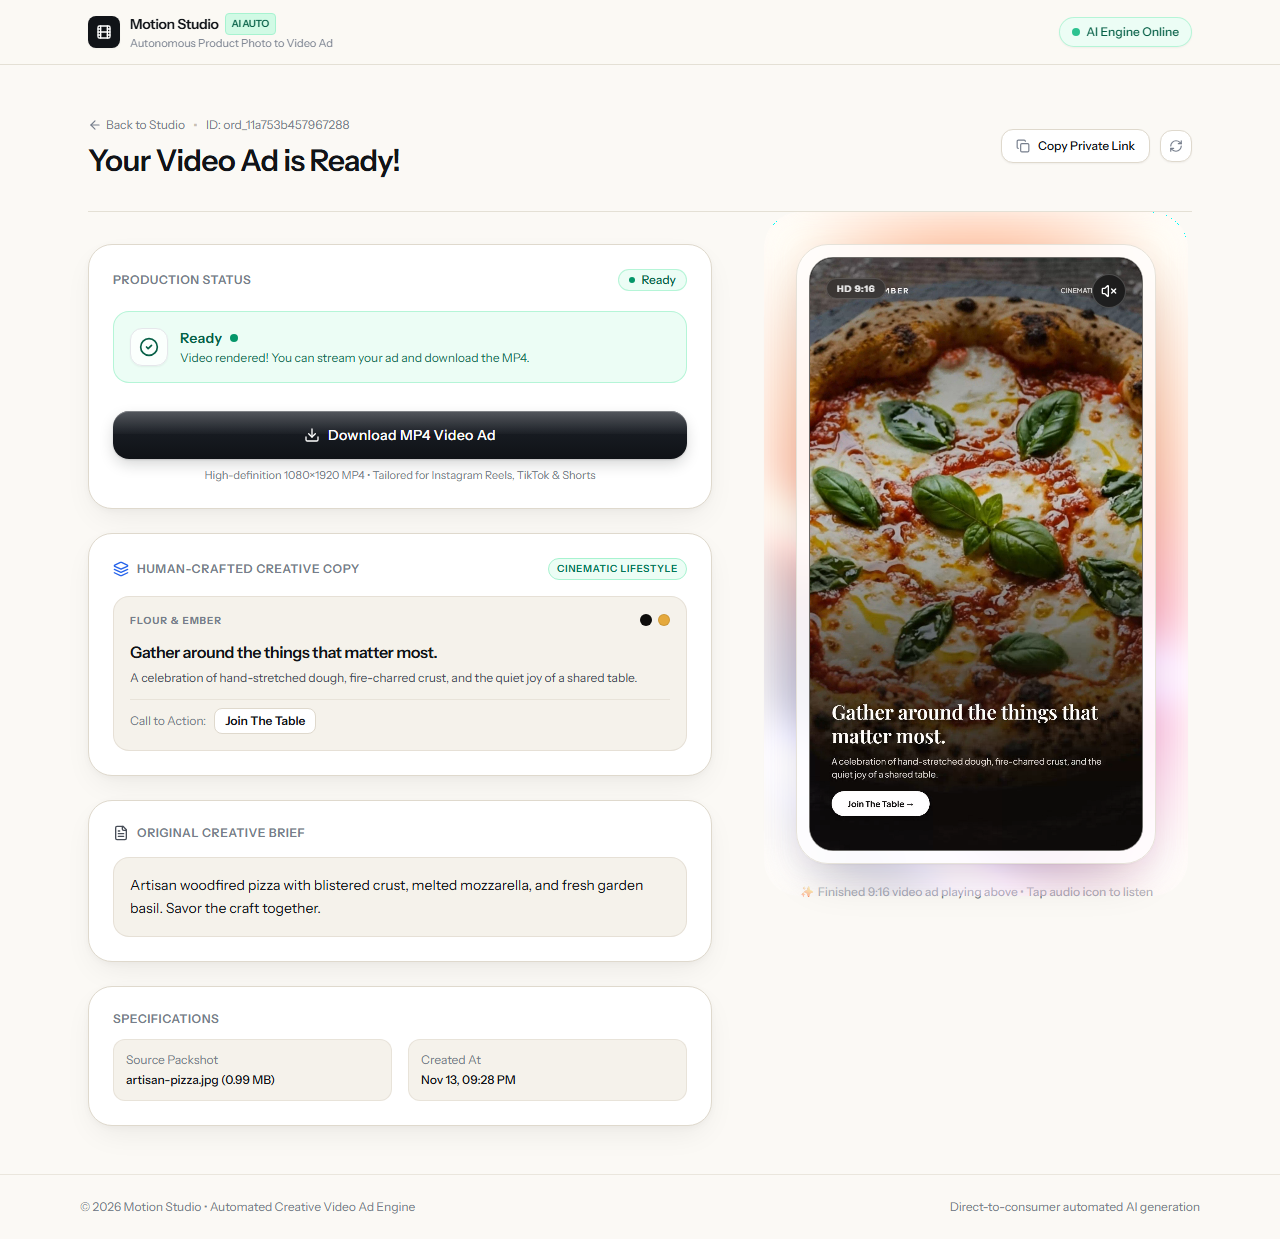 Motion Studio AI AUTO
Autonomous Product Photo to Video Ad
AI Engine Online
Back to Studio • ID: ord_11a753b457967288
Your Video Ad is Ready!
Copy Private Link
PRODUCTION STATUS
Ready
Ready
Video rendered! You can stream your ad and download the MP4.
Download MP4 Video Ad
High-definition 1080×1920 MP4 • Tailored for Instagram Reels, TikTok & Shorts
HUMAN-CRAFTED CREATIVE COPY
CINEMATIC LIFESTYLE
FLOUR & EMBER
Gather around the things that matter most.
A celebration of hand-stretched dough, fire-charred crust, and the quiet joy of a shared table.
Call to Action: Join The Table
ORIGINAL CREATIVE BRIEF
Artisan woodfired pizza with blistered crust, melted mozzarella, and fresh garden
basil. Savor the craft together.
SPECIFICATIONS
Source Packshot
artisan-pizza.jpg (0.99 MB)
Created At
Nov 13, 09:28 PM
HD 9:16
Gather around the things that
matter most.
A celebration of hand-stretched dough, fire-charred crust, and the
quiet joy of a shared table.
Join The Table →
✨ Finished 9:16 video ad playing above • Tap audio icon to listen
© 2026 Motion Studio • Automated Creative Video Ad Engine
Direct-to-consumer automated AI generation